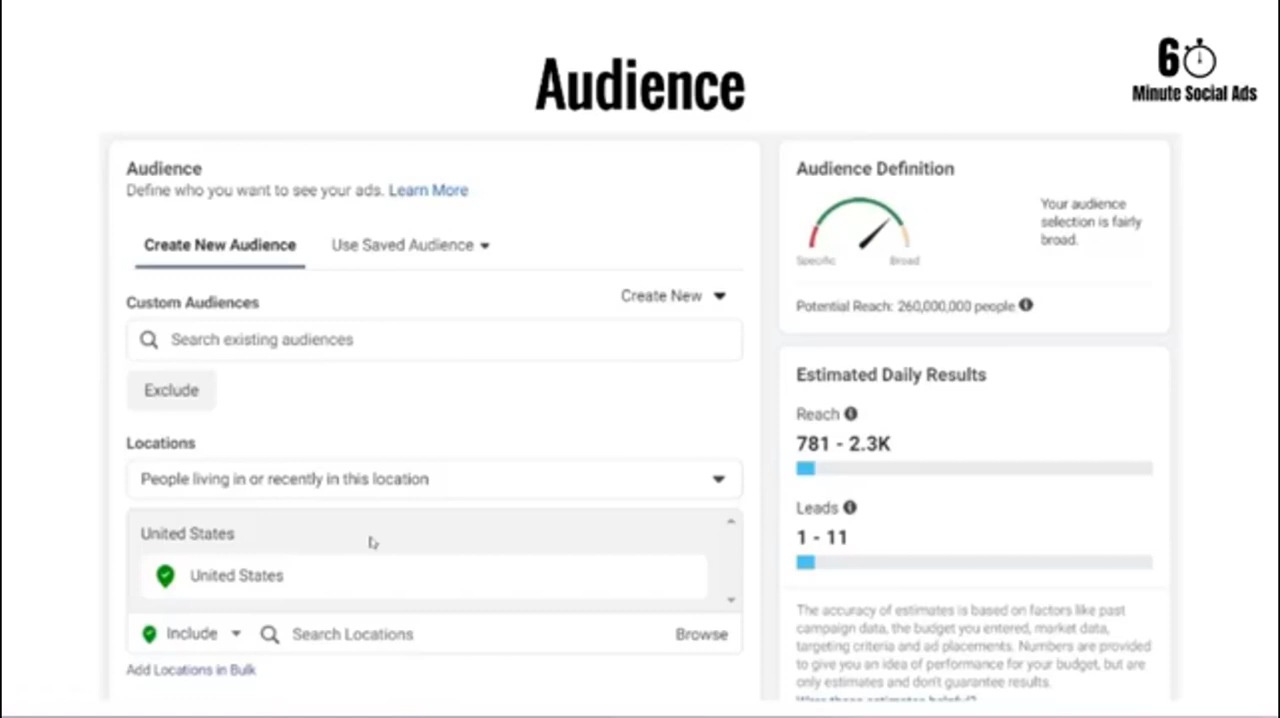 Audience
6
Minute Social Ads
Audience
Define who you want to see your ads. Learn More
Create New Audience
Use Saved Audience
Custom Audiences
Create New
Search existing audiences
Exclude
Locations
People living in or recently in this location
United States
United States
Include
Search Locations
Browse
Add Locations in Bulk
Audience Definition
Specific
Broad
Your audience
selection is fairly
broad.
Potential Reach: 260,000,000 people
Estimated Daily Results
Reach
781 - 2.3K
Leads
1 - 11
The accuracy of estimates is based on factors like past
campaign data, the budget you entered, market data,
targeting criteria and ad placements. Numbers are provided
to give you an idea of performance for your budget, but are
only estimates and don't guarantee results.